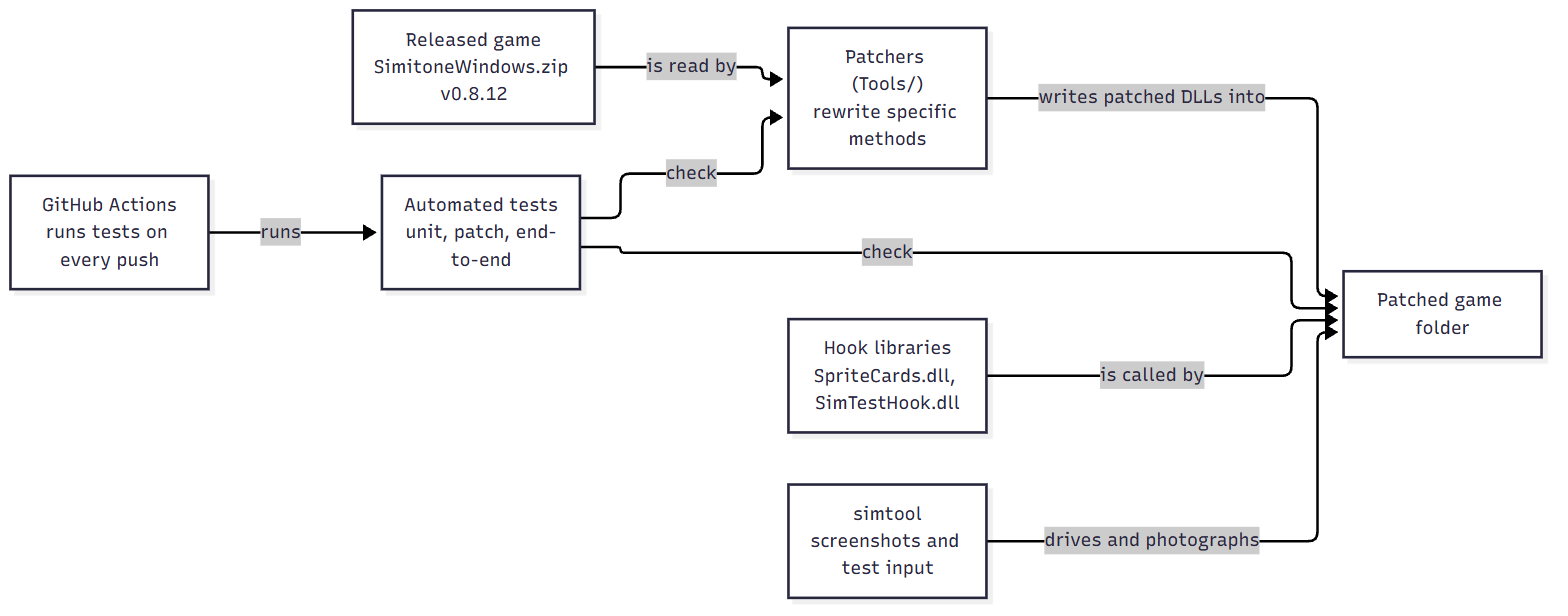 Released game
SimitoneWindows.zip
v0.8.12
is read by
Patchers
(Tools/)
rewrite specific
methods
writes patched DLLs into
check
GitHub Actions
runs tests on
every push
runs
Automated tests
unit, patch, end-
to-end
check
Patched game
folder
Hook libraries
SpriteCards.dll,
SimTestHook.dll
is called by
simtool
screenshots and
test input
drives and photographs